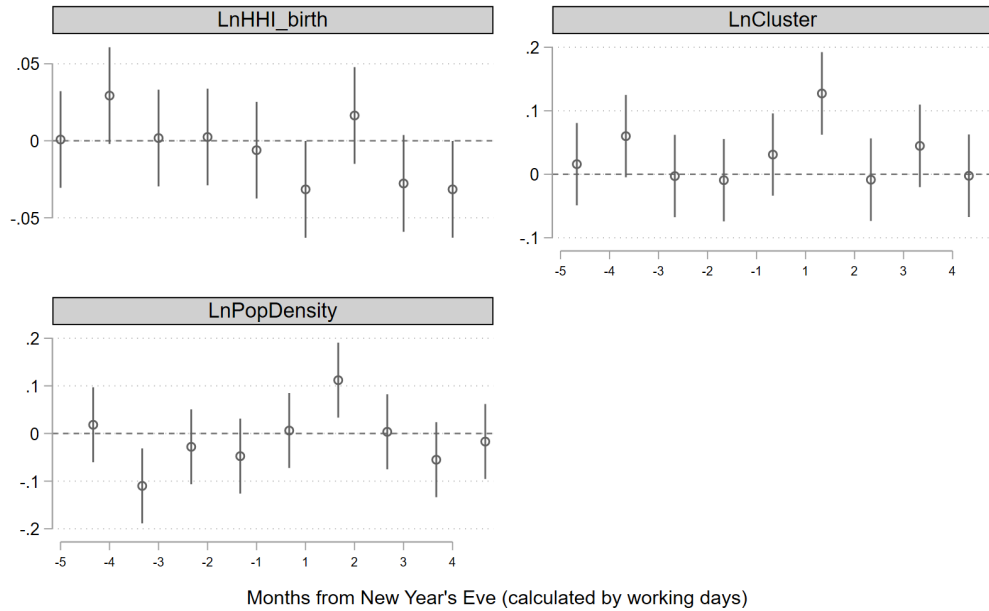 LnHHI_birth
.05
0
-.05
LnCluster
.2
.1
0
-.1
-5 -4 -3 -2 -1 1 2 3 4
LnPopDensity
.2
.1
0
-.1
-.2
-5 -4 -3 -2 -1 1 2 3 4
Months from New Year's Eve (calculated by working days)